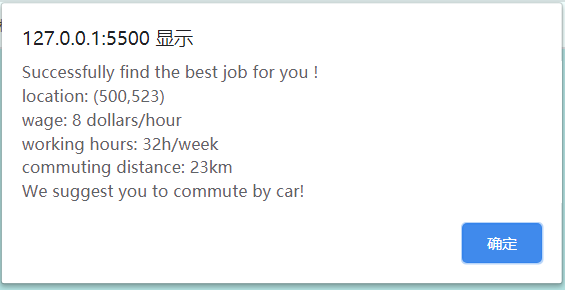 127.0.0.1:5500 显示
Successfully find the best job for you !
location: (500,523)
wage: 8 dollars/hour
working hours: 32h/week
commuting distance: 23km
We suggest you to commute by car!
确定